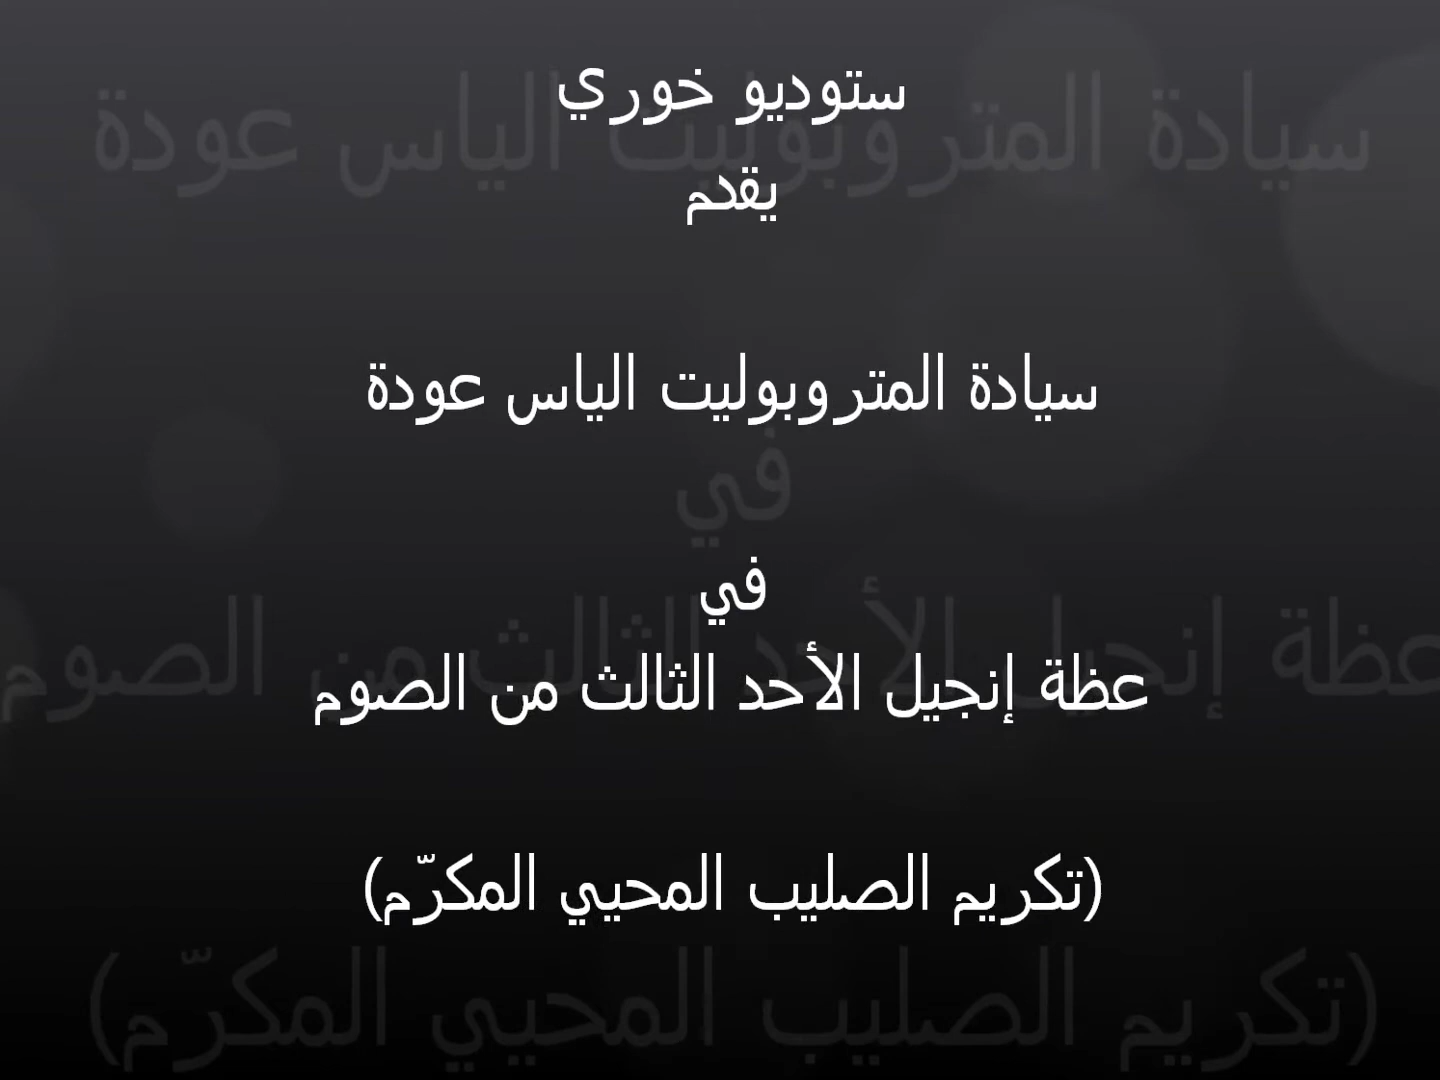 ستوديو خوري
يقدم
سيادة المتروبوليت الياس عودة
في
عظة إنجيل الأحد الثالث من الصوم
(تكريم الصليب المحيي المكرّم)